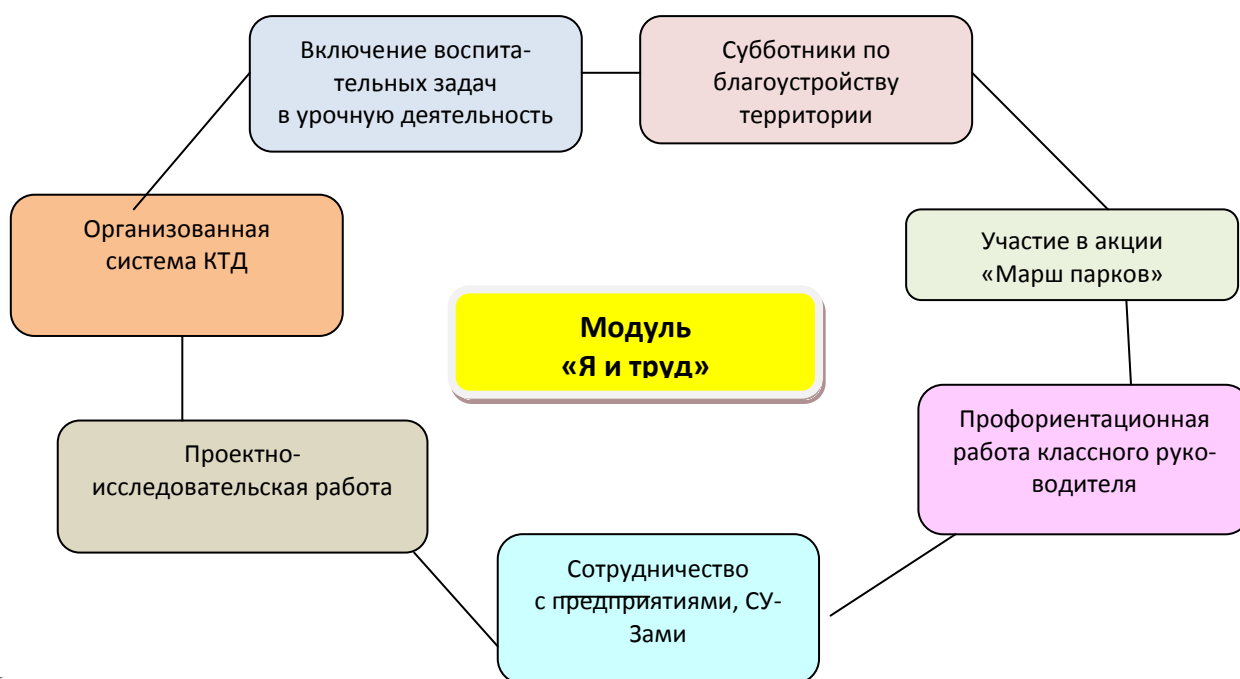 Включение воспита-
тельных задач
в урочную деятельность
Субботники по
благоустройству
территории
Организованная
система КТД
Участие в акции
«Марш парков»
Модуль
«Я и труд»
Профориентационная
работа классного руко-
водителя
Проектно-
исследовательская работа
Сотрудничество
с предприятиями, СУ-
Зами